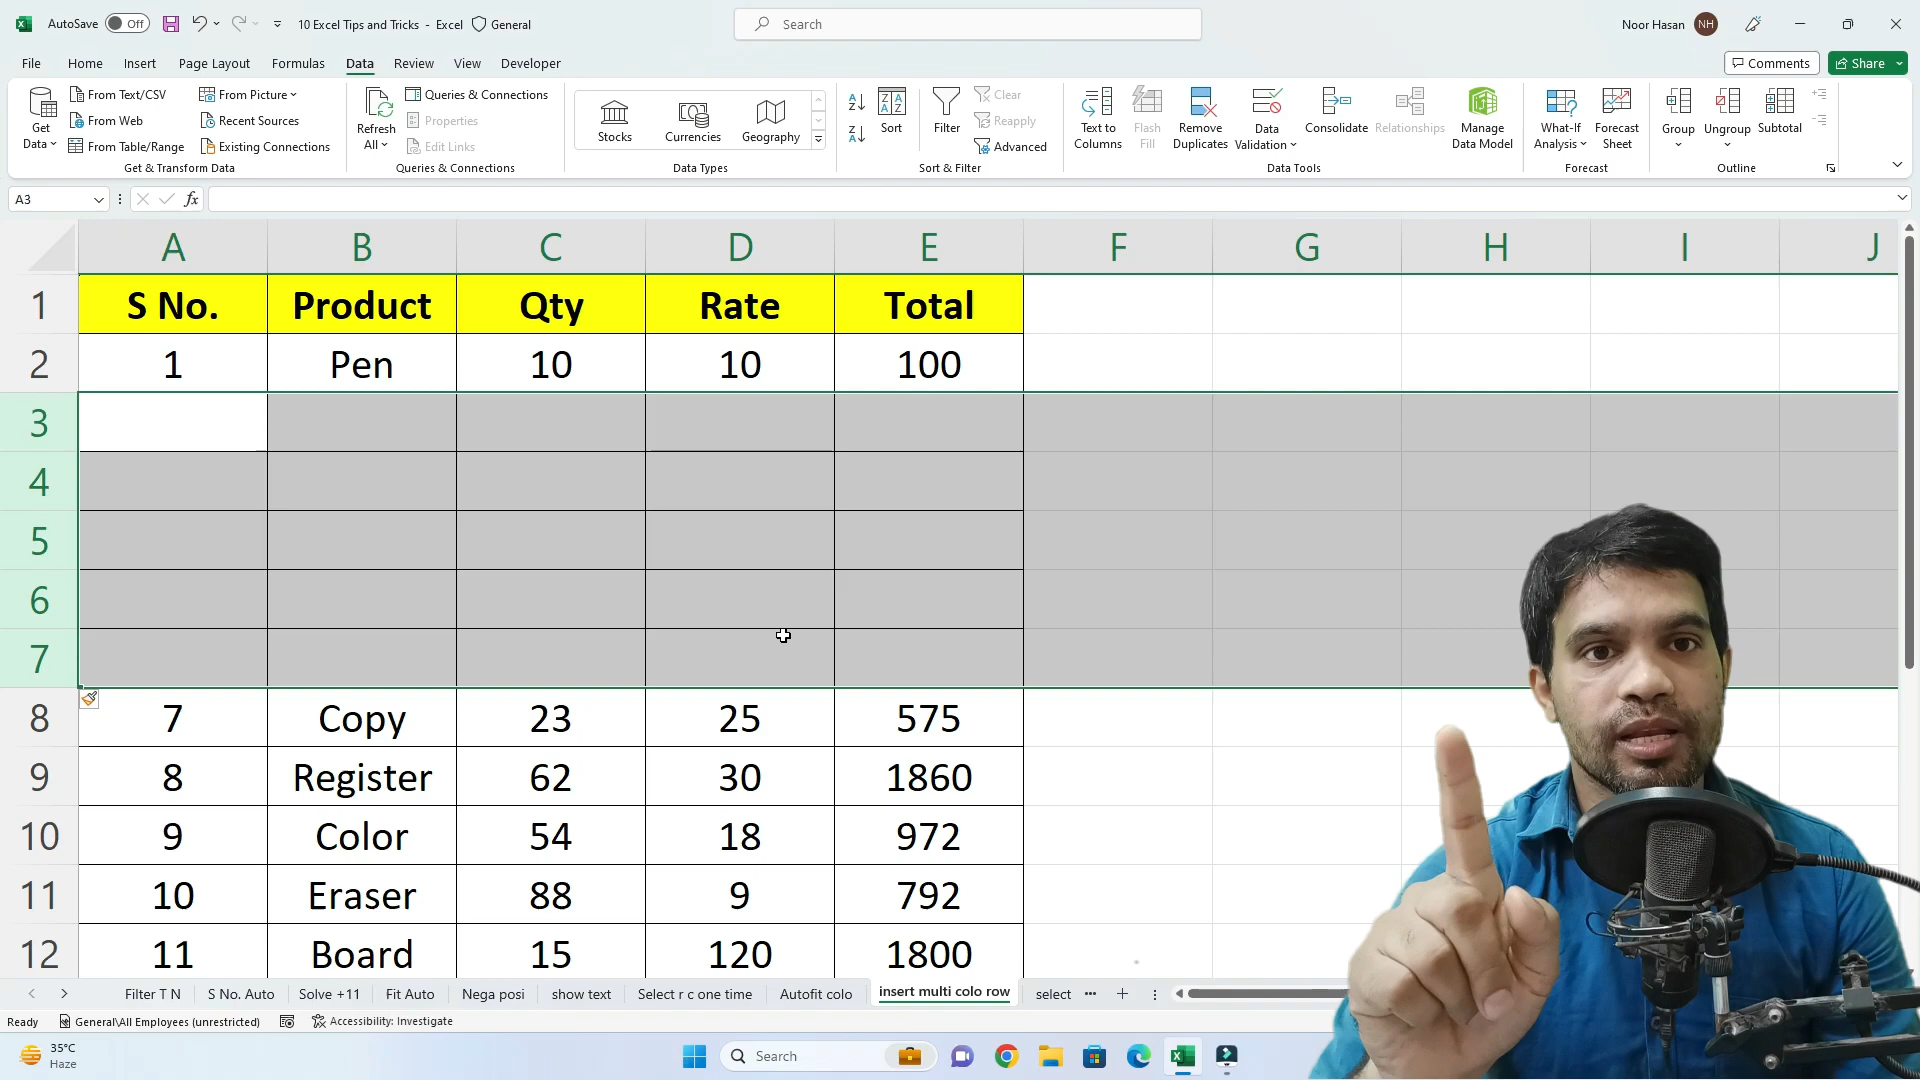 AutoSave Off 10 Excel Tips and Tricks - Excel General Search Noor Hasan NH
File Home Insert Page Layout Formulas Data Review View Developer Comments Share
Get Data From Text/CSV From Web From Table/Range From Picture Recent Sources Existing Connections
Get & Transform Data
Refresh All Queries & Connections Properties Edit Links
Queries & Connections
Stocks Currencies Geography
Data Types
Sort Filter Clear Reapply Advanced
Sort & Filter
Text to Columns Flash Fill Remove Duplicates Data Validation Consolidate Relationships Manage Data Model
Data Tools
What-If Analysis Forecast Sheet
Forecast
Group Ungroup Subtotal
Outline
A3 fx
A B C D E F G H I J
1 S No. Product Qty Rate Total
2 1 Pen 10 10 100
3
4
5
6
7
8 7 Copy 23 25 575
9 8 Register 62 30 1860
10 9 Color 54 18 972
11 10 Eraser 88 9 792
12 11 Board 15 120 1800
Filter T N S No. Auto Solve +11 Fit Auto Nega posi show text Select r c one time Autofit colo insert multi colo row select ...
Ready General\All Employees (unrestricted) Accessibility: Investigate
35°C
Haze
Search